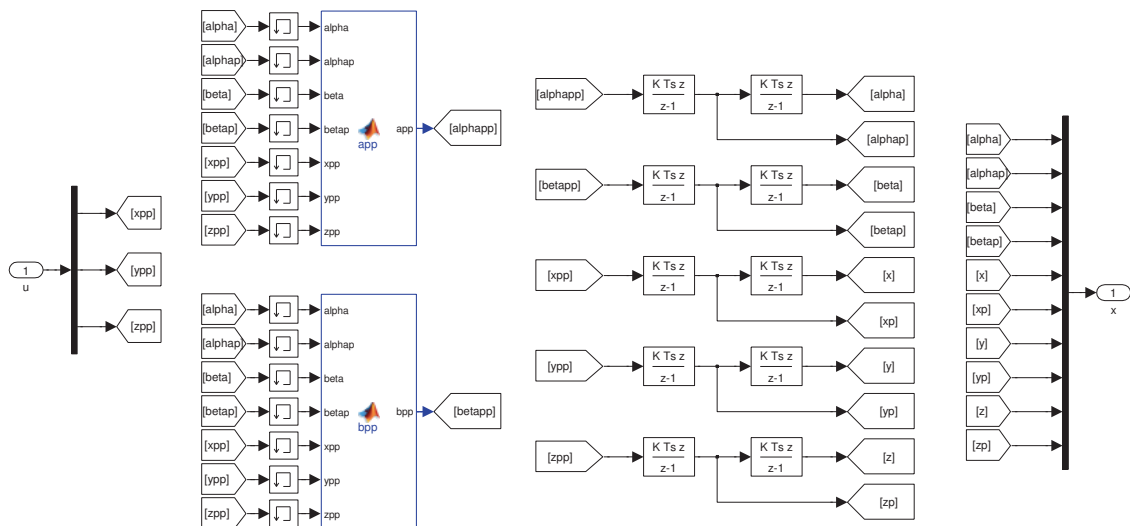 1
u
[xpp]
[ypp]
[zpp]
[alpha]
[alphap]
[beta]
[betap]
[xpp]
[ypp]
[zpp]
alpha
alphap
beta
betap
xpp
ypp
zpp
app
app
[alphapp]
[alpha]
[alphap]
[beta]
[betap]
[xpp]
[ypp]
[zpp]
alpha
alphap
beta
betap
xpp
ypp
zpp
bpp
bpp
[betapp]
[alphapp]
K Ts z
z-1
K Ts z
z-1
[alpha]
[alphap]
[betapp]
K Ts z
z-1
K Ts z
z-1
[beta]
[betap]
[xpp]
K Ts z
z-1
K Ts z
z-1
[x]
[xp]
[ypp]
K Ts z
z-1
K Ts z
z-1
[y]
[yp]
[zpp]
K Ts z
z-1
K Ts z
z-1
[z]
[zp]
[alpha]
[alphap]
[beta]
[betap]
[x]
[xp]
[y]
[yp]
[z]
[zp]
1
x